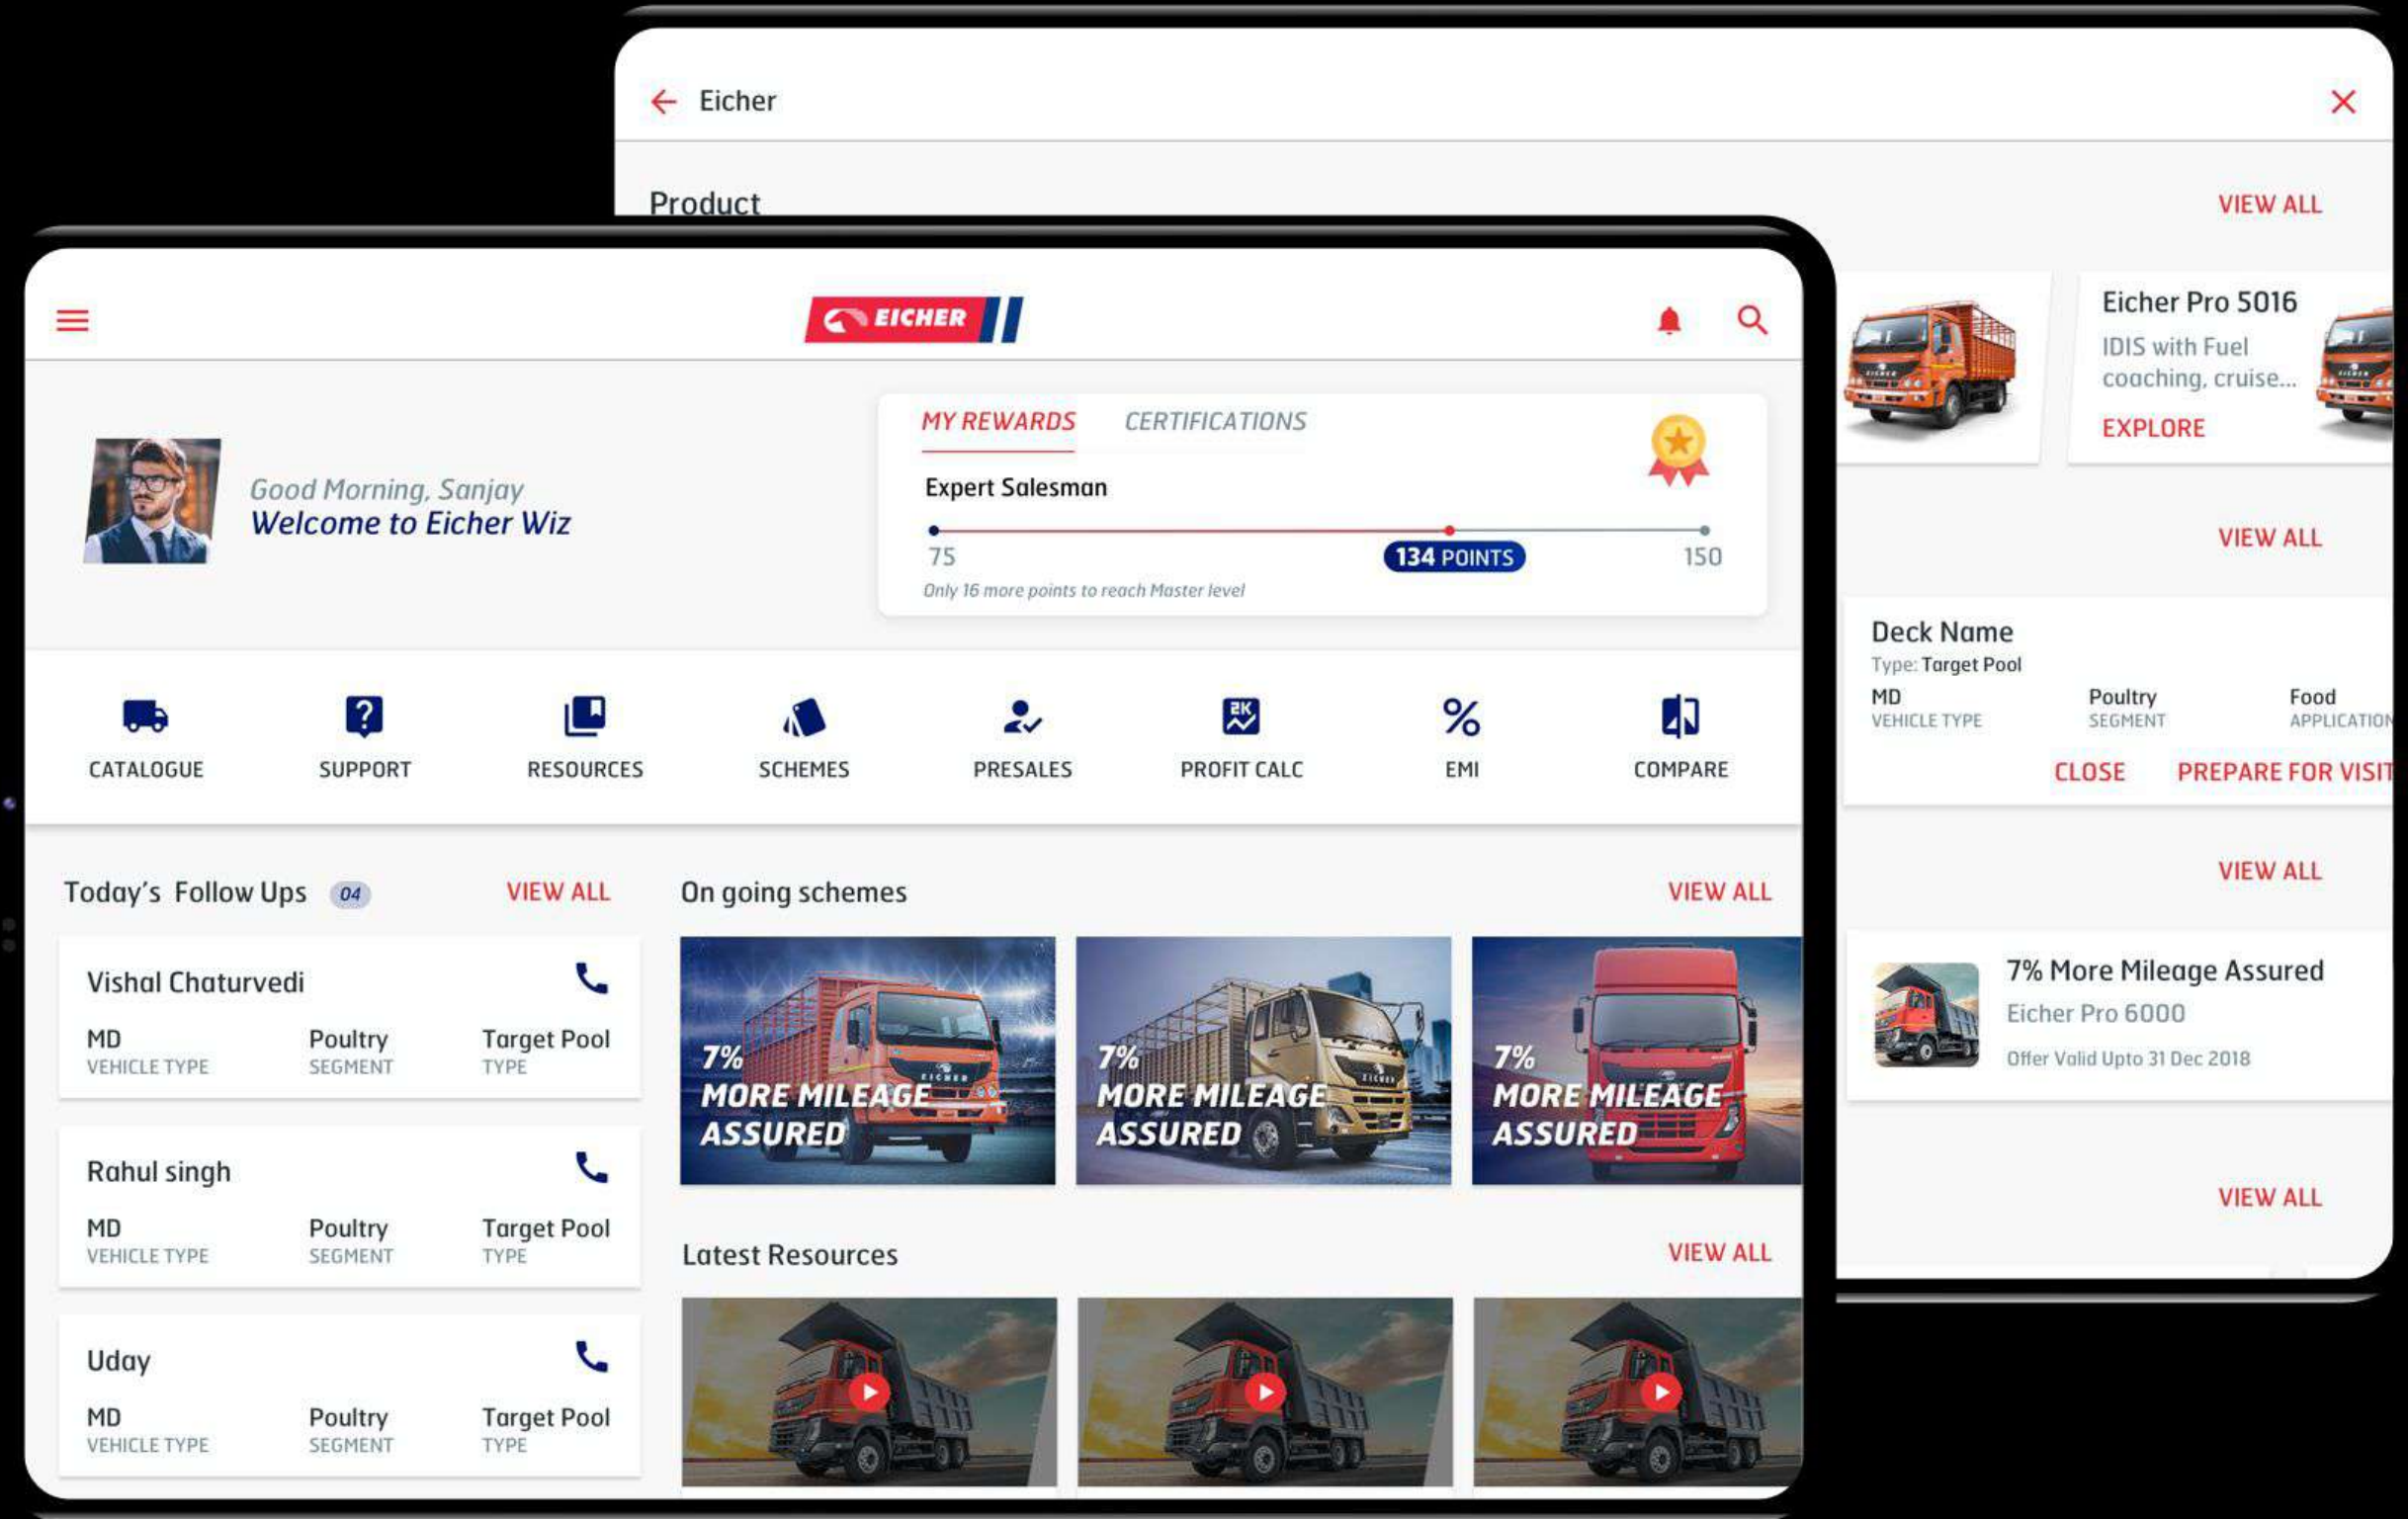 Eicher
Product
VIEW ALL
Eicher Pro 5016
IDIS with Fuel
coaching, cruise...
EXPLORE
VIEW ALL
Deck Name
Type: Target Pool
MD Poultry Food
VEHICLE TYPE SEGMENT APPLICATION
CLOSE PREPARE FOR VISIT
VIEW ALL
7% More Mileage Assured
Eicher Pro 6000
Offer Valid Upto 31 Dec 2018
VIEW ALL
EICHER
Good Morning, Sanjay
Welcome to Eicher Wiz
MY REWARDS CERTIFICATIONS
Expert Salesman
75 134 POINTS 150
Only 16 more points to reach Master level
CATALOGUE SUPPORT RESOURCES SCHEMES PRESALES PROFIT CALC EMI COMPARE
Today's Follow Ups 04 VIEW ALL
Vishal Chaturvedi
MD Poultry Target Pool
VEHICLE TYPE SEGMENT TYPE
Rahul singh
MD Poultry Target Pool
VEHICLE TYPE SEGMENT TYPE
Uday
MD Poultry Target Pool
VEHICLE TYPE SEGMENT TYPE
On going schemes VIEW ALL
7%
MORE MILEAGE
ASSURED
EICHER
7%
MORE MILEAGE
ASSURED
EICHER
7%
MORE MILEAGE
ASSURED
Latest Resources VIEW ALL